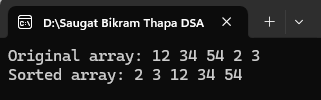 D:\Saugat Bikram Thapa DSA
Original array: 12 34 54 2 3
Sorted array: 2 3 12 34 54